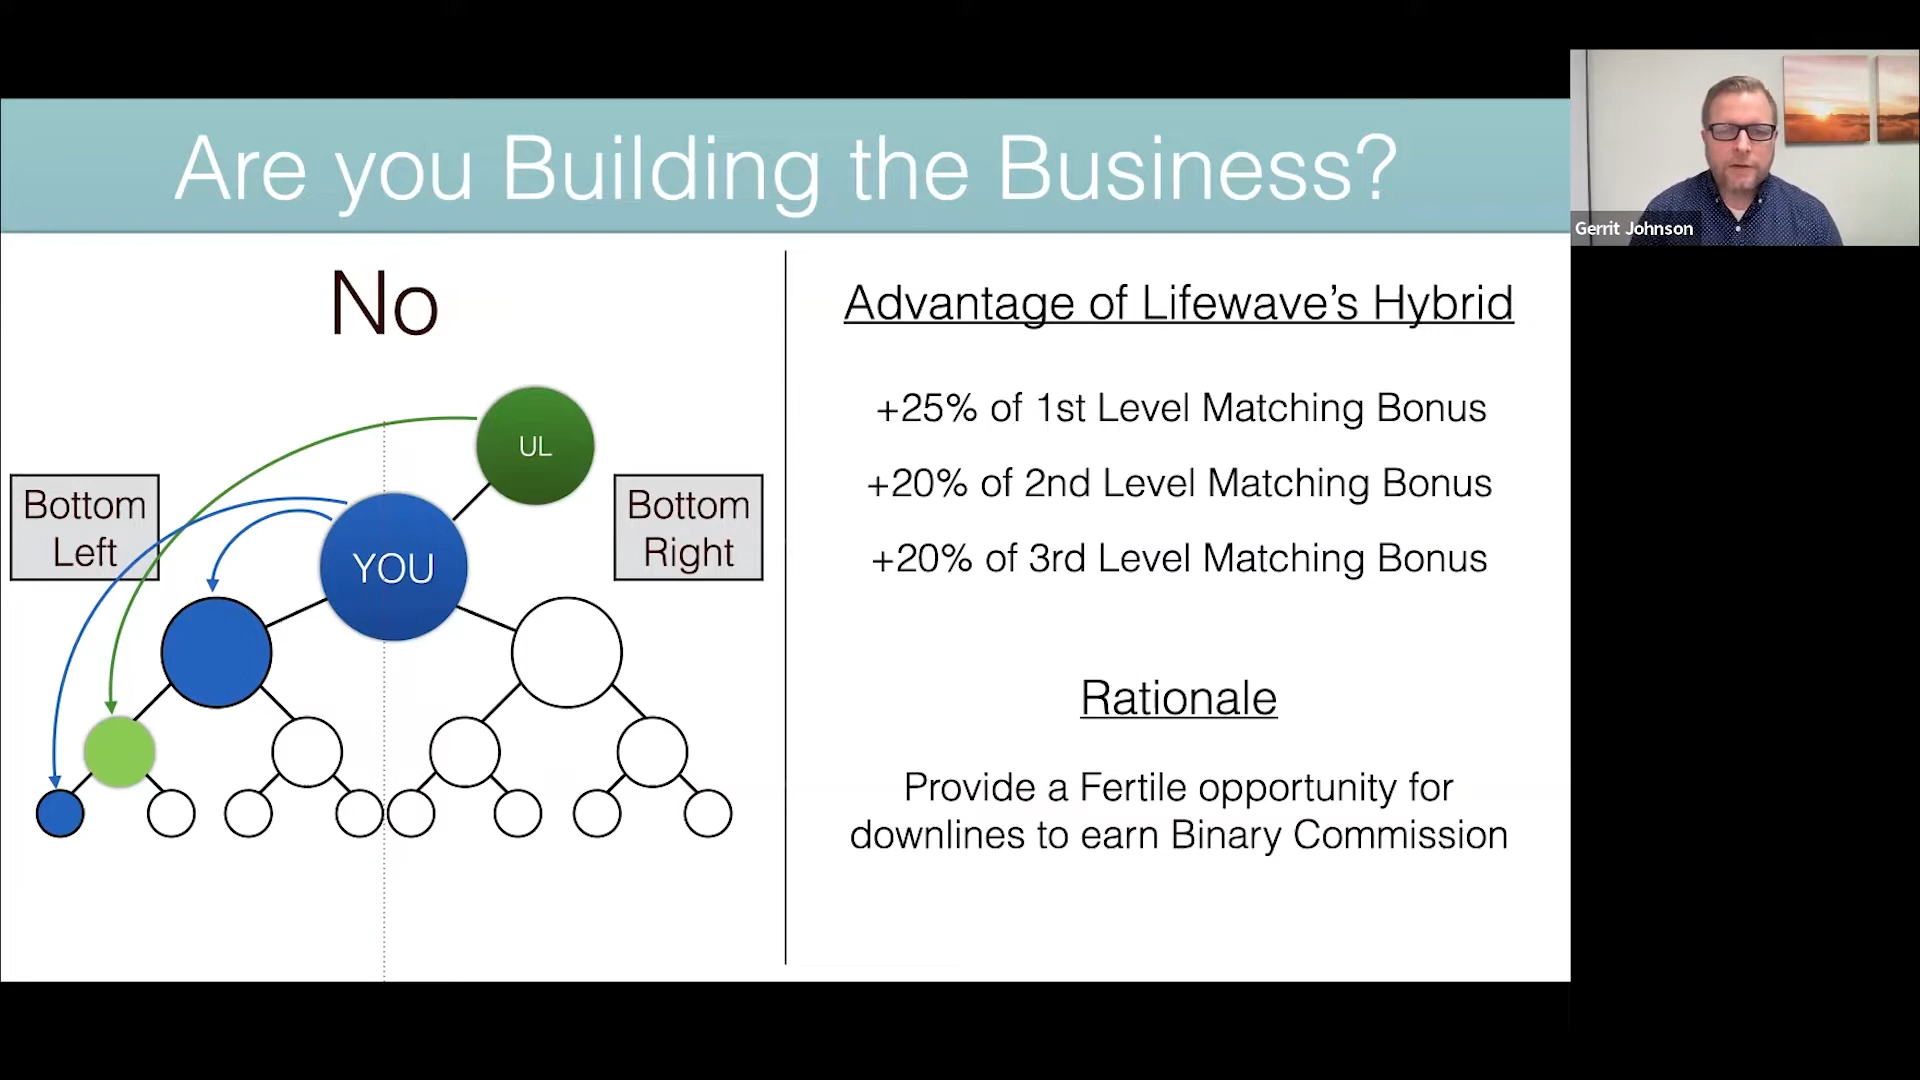 Are you Building the Business?
Gerrit Johnson
No
UL
Bottom
Left
YOU
Bottom
Right
Advantage of Lifewave’s Hybrid
+25% of 1st Level Matching Bonus
+20% of 2nd Level Matching Bonus
+20% of 3rd Level Matching Bonus
Rationale
Provide a Fertile opportunity for
downlines to earn Binary Commission